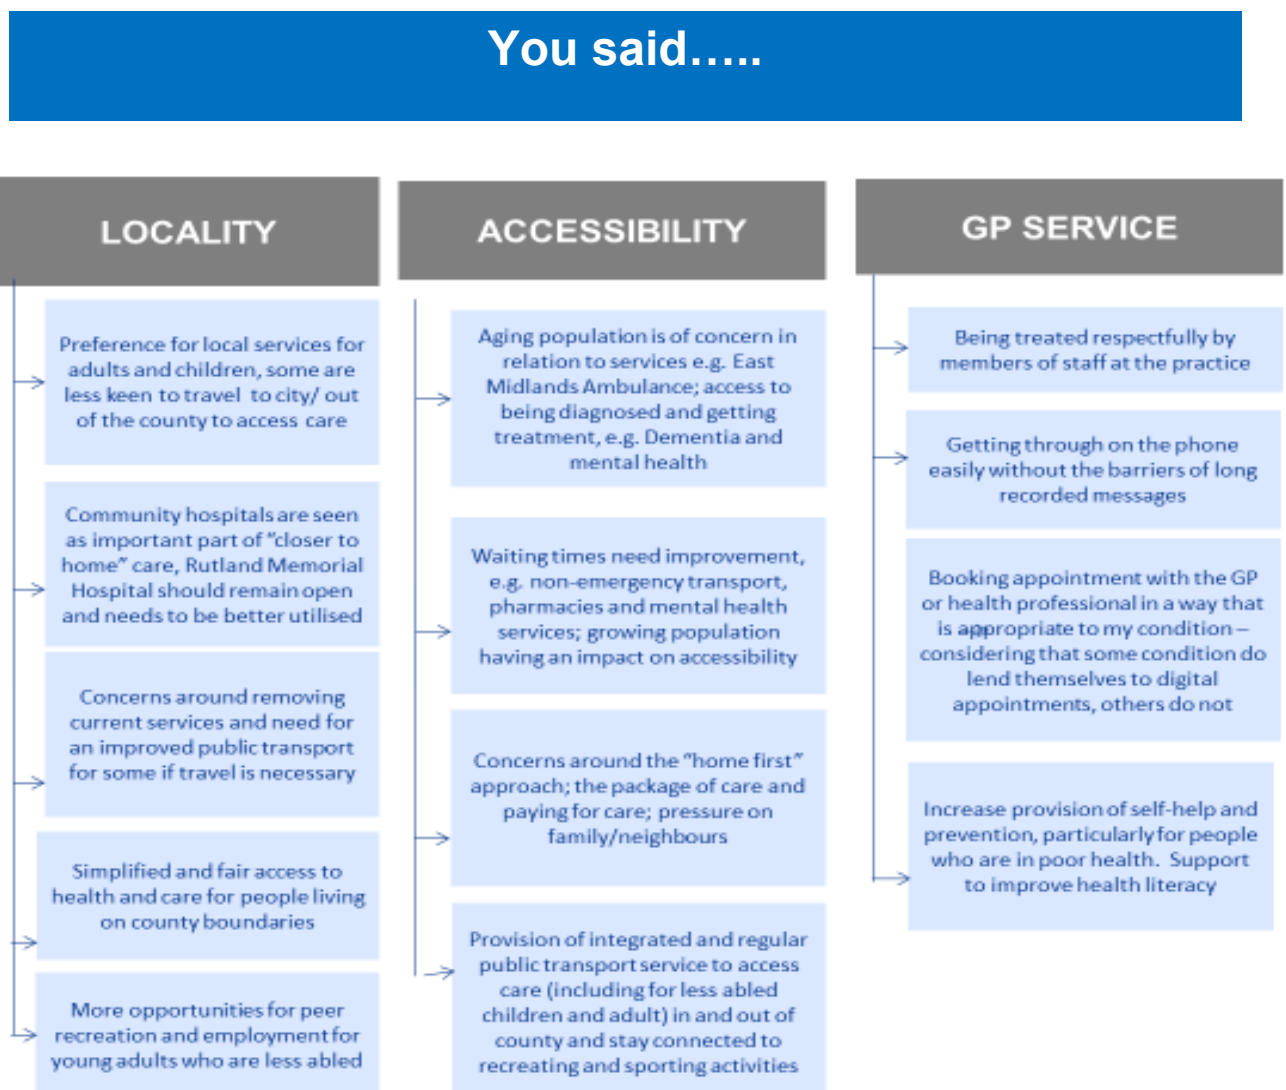 You said…..
LOCALITY
Preference for local services for
adults and children, some are
less keen to travel to city/ out
of the county to access care
Community hospitals are seen
as important part of "closer to
home" care, Rutland Memorial
Hospital should remain open
and needs to be better utilised
Concerns around removing
current services and need for
an improved public transport
for some if travel is necessary
Simplified and fair access to
health and care for people living
on county boundaries
More opportunities for peer
recreation and employment for
young adults who are less abled
ACCESSIBILITY
Aging population is of concern in
relation to services e.g. East
Midlands Ambulance; access to
being diagnosed and getting
treatment, e.g. Dementia and
mental health
Waiting times need improvement,
e.g. non-emergency transport,
pharmacies and mental health
services; growing population
having an impact on accessibility
Concerns around the "home first"
approach; the package of care and
paying for care; pressure on
family/neighbours
Provision of integrated and regular
public transport service to access
care (including for less abled
children and adult) in and out of
county and stay connected to
recreating and sporting activities
GP SERVICE
Being treated respectfully by
members of staff at the practice
Getting through on the phone
easily without the barriers of long
recorded messages
Booking appointment with the GP
or health professional in a way that
is appropriate to my condition –
considering that some condition do
lend themselves to digital
appointments, others do not
Increase provision of self-help and
prevention, particularly for people
who are in poor health. Support
to improve health literacy